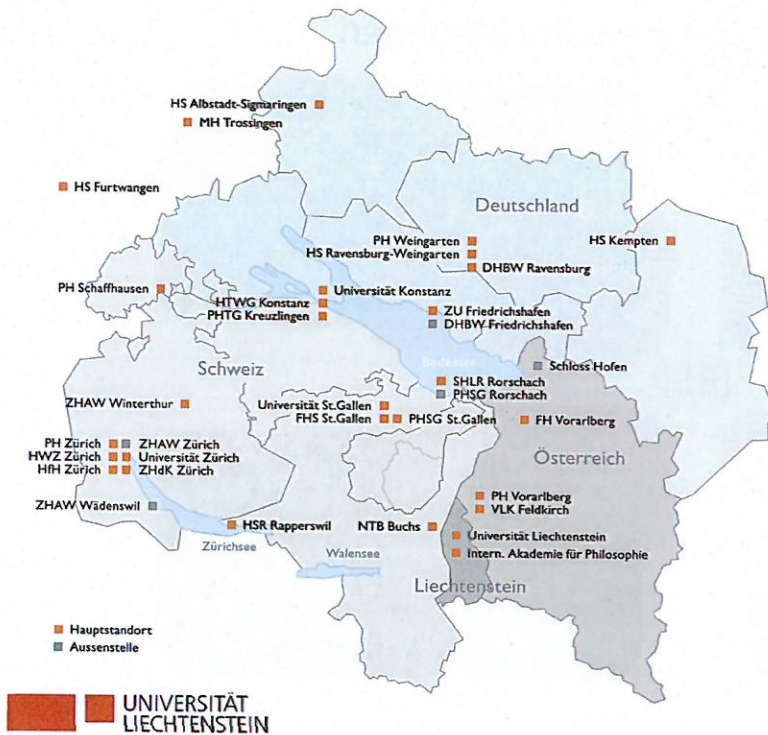 HS Albstadt-Sigmaringen
MH Trossingen
HS Furtwangen
Deutschland
PH Weingarten
HS Kempten
HS Ravensburg-Weingarten
DHBW Ravensburg
PH Schaffhausen
Universität Konstanz
HTWG Konstanz
ZU Friedrichshafen
PHTG Kreuzlingen
DHBW Friedrichshafen
Bodensee
Schloss Hofen
Schweiz
SHLR Rorschach
PHSG Rorschach
ZHAW Winterthur
Universität St.Gallen
FHS St.Gallen
PHSG St.Gallen
FH Vorarlberg
PH Zürich
ZHAW Zürich
HWZ Zürich
Universität Zürich
HfH Zürich
ZHdK Zürich
Österreich
PH Vorarlberg
ZHAW Wädenswil
VLK Feldkirch
HSR Rapperswil
NTB Buchs
Universität Liechtenstein
Zürichsee
Walensee
Intern. Akademie für Philosophie
Liechtenstein
Hauptstandort
Aussenstelle
UNIVERSITÄT
LIECHTENSTEIN